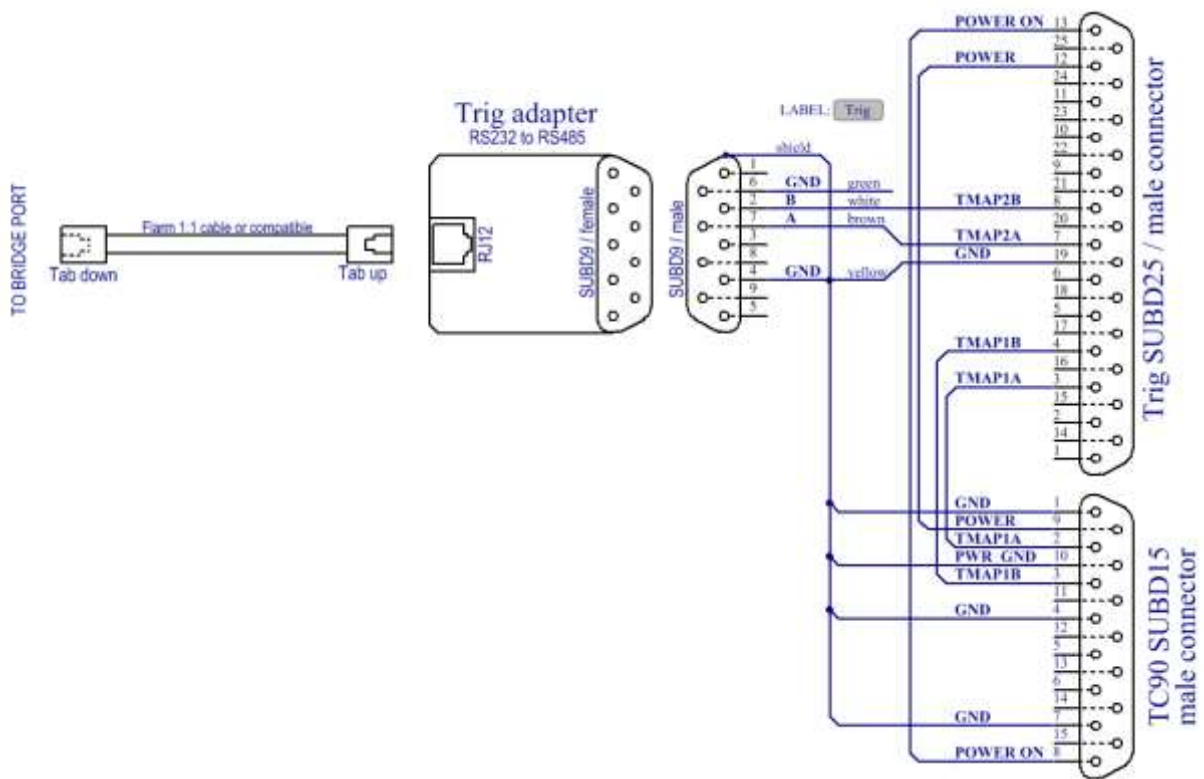 TO BRIDGE PORT
Flarm 1:1 cable or compatible
Tab down
Tab up
Trig adapter
RS232 to RS485
RJ12
SUBD9 / female
SUBD9 / male
LABEL: Trig
shield
1
6 GND green
2 B white
7 A brown
3
8
4 GND yellow
9
5
POWER ON 13
25
POWER 12
24
11
23
10
22
9
21
TMAP2B 8
20
TMAP2A 7
GND 19
6
18
5
17
TMAP1B 4
16
TMAP1A 3
15
2
14
1
Trig SUBD25 / male connector
GND 1
POWER 9
TMAP1A 2
PWR_GND 10
TMAP1B 3
11
GND 4
12
5
13
6
14
GND 7
15
POWER ON 8
TC90 SUBD15
male connector